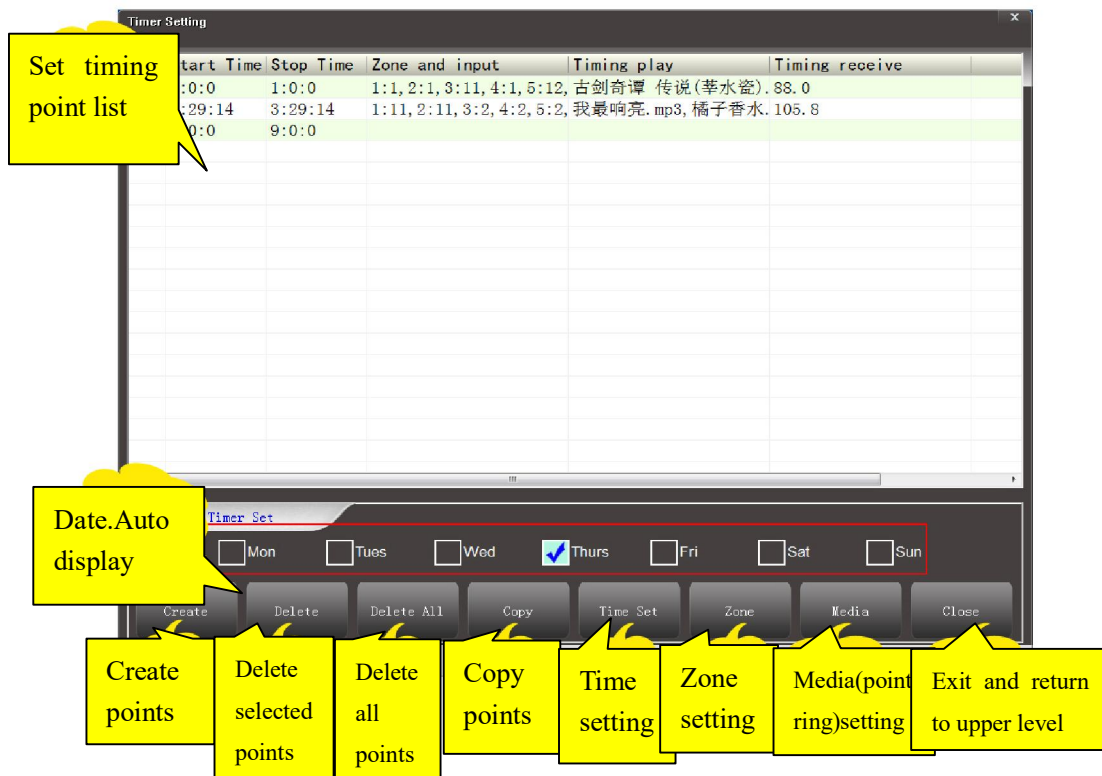 Timer Setting
x
Set timing
point list
tart Time Stop Time Zone and input Timing play Timing receive
:0:0 1:0:0 1:1,2:1,3:11,4:1,5:12, 古剑奇谭 传说(莘水瓷). 88.0
:29:14 3:29:14 1:11,2:11,3:2,4:2,5:2, 我最响亮.mp3,橘子香水. 105.8
0:0 9:0:0
Date.Auto
display
Timer Set
Mon Tues Wed Thurs Fri Sat Sun
Create Delete Delete All Copy Time Set Zone Media Close
Create
points
Delete
selected
points
Delete
all
points
Copy
points
Time
setting
Zone
setting
Media(point
ring)setting
Exit and return
to upper level